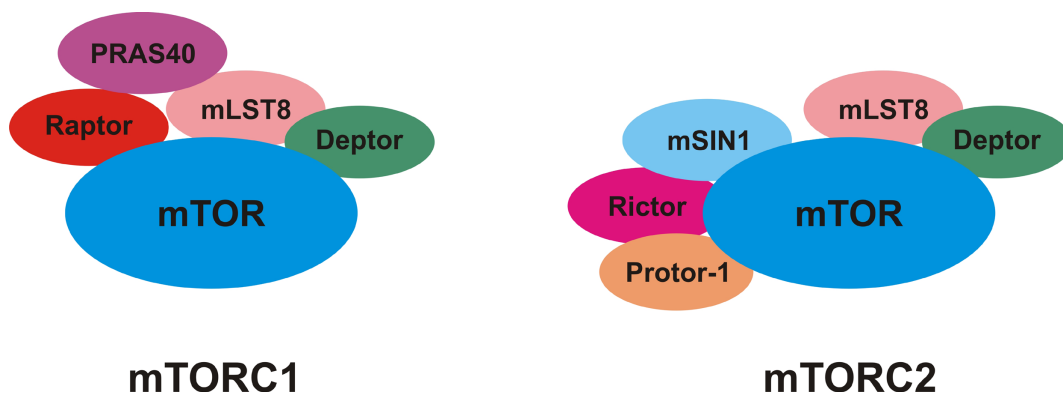 PRAS40
mLST8
Raptor
Deptor
mTOR
mTORC1
mLST8
mSIN1
Deptor
Rictor
mTOR
Protor-1
mTORC2